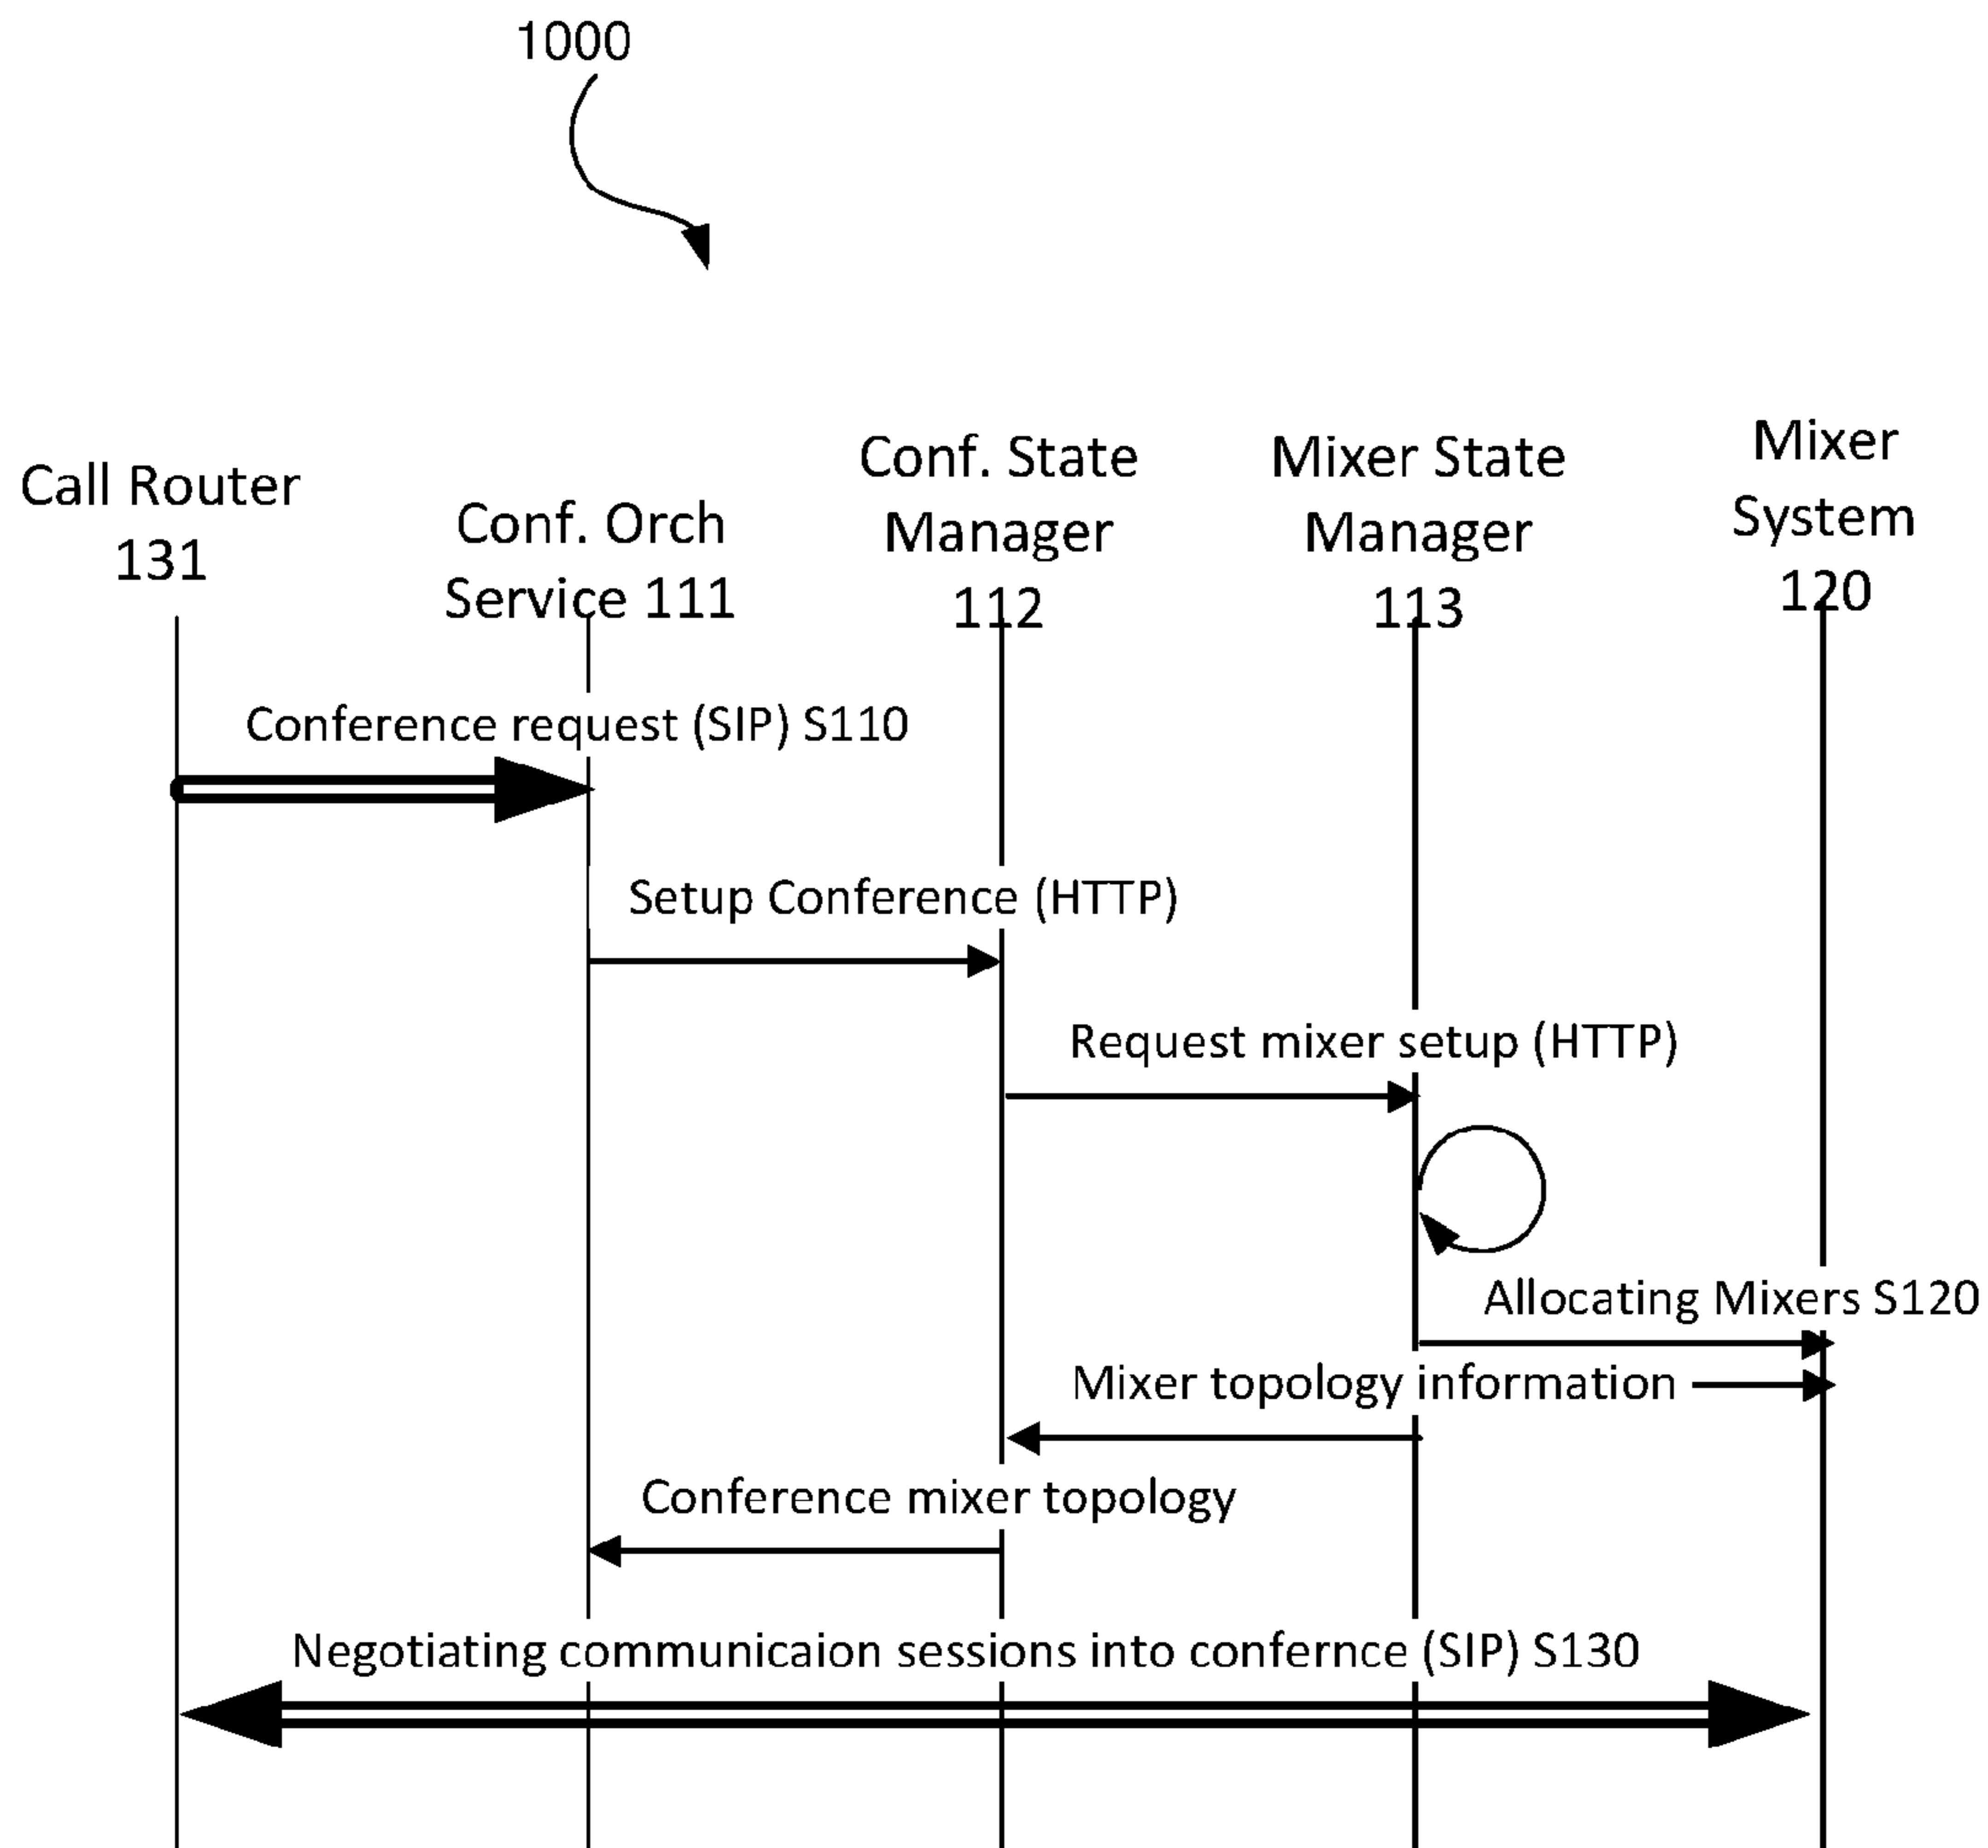 1000
Call Router
131
Conf. Orch
Service 111
Conf. State
Manager
112
Mixer State
Manager
113
Mixer
System
120
Conference request (SIP) S110
Setup Conference (HTTP)
Request mixer setup (HTTP)
Allocating Mixers S120
Mixer topology information
Conference mixer topology
Negotiating communicaion sessions into confernce (SIP) S130